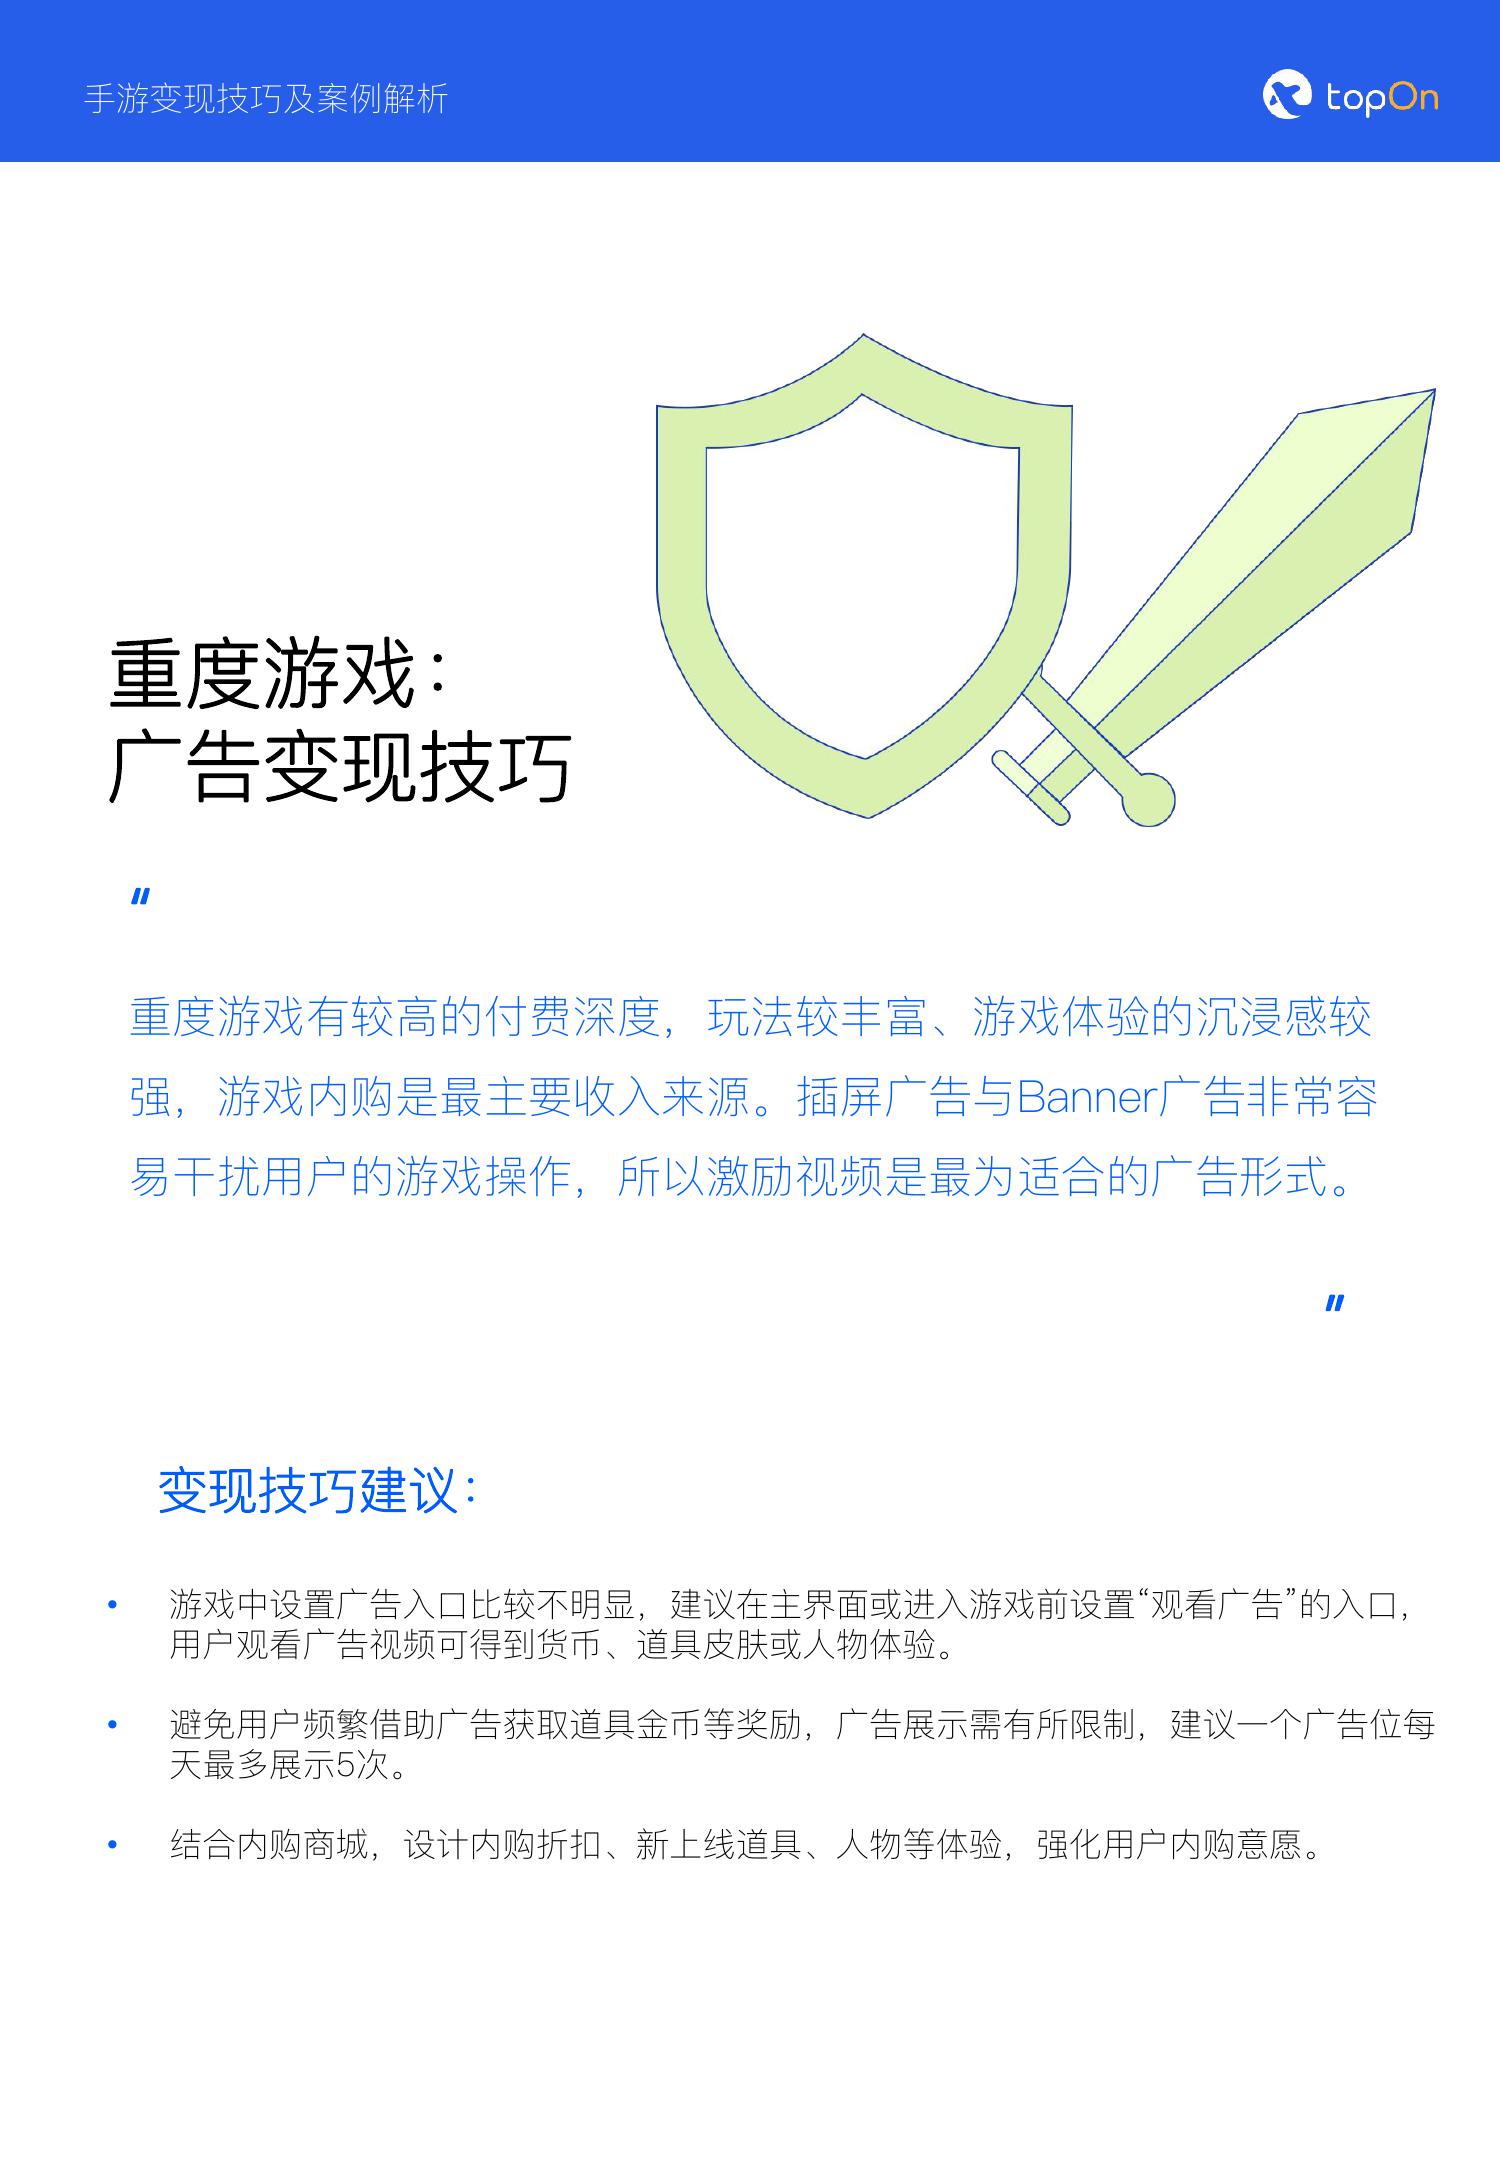 手游变现技巧及案例解析
topOn
重度游戏：
广告变现技巧
"
重度游戏有较高的付费深度，玩法较丰富、游戏体验的沉浸感较
强，游戏内购是最主要收入来源。插屏广告与Banner广告非常容
易干扰用户的游戏操作，所以激励视频是最为适合的广告形式。
"
变现技巧建议：
• 游戏中设置广告入口比较不明显，建议在主界面或进入游戏前设置“观看广告”的入口，
用户观看广告视频可得到货币、道具皮肤或人物体验。
• 避免用户频繁借助广告获取道具金币等奖励，广告展示需有所限制，建议一个广告位每
天最多展示5次。
• 结合内购商城，设计内购折扣、新上线道具、人物等体验，强化用户内购意愿。